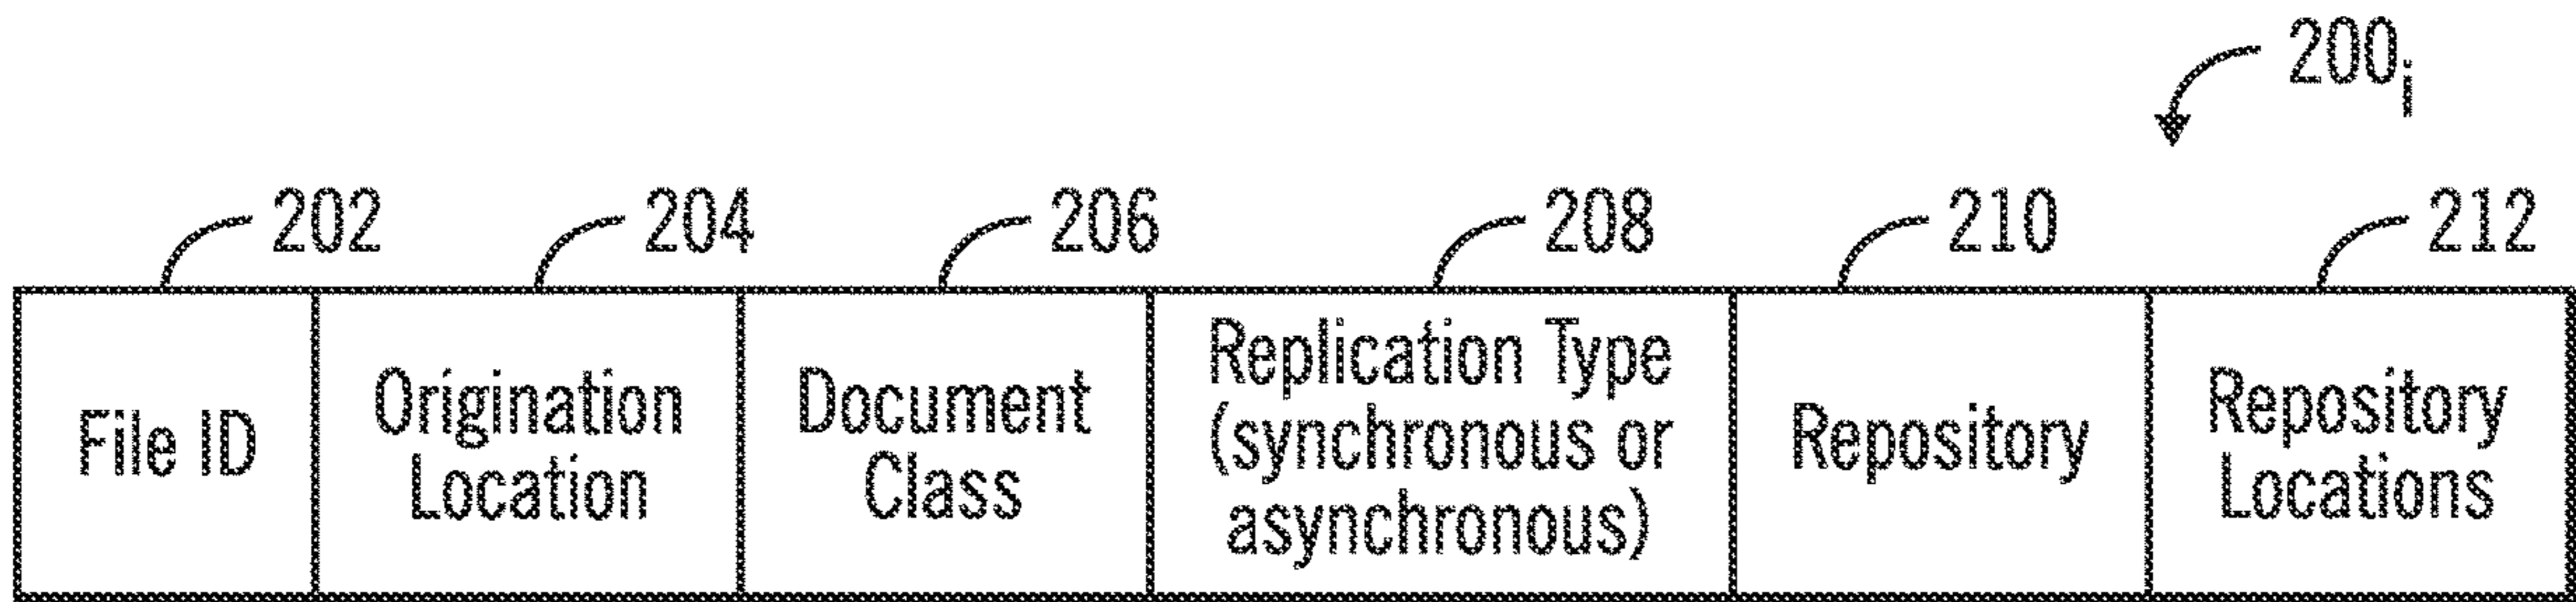 200i
202 204 206 208 210 212
File ID
Origination
Location
Document
Class
Replication Type
(synchronous or
asynchronous)
Repository
Repository
Locations